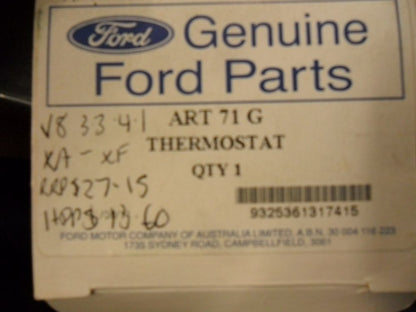 Ford Genuine
Ford Parts
V8 33-4-1 ART 71 G
XA - XF THERMOSTAT
QTY 1
9325361317415
FORD MOTOR COMPANY OF AUSTRALIA LIMITED. A.B.N. 30 004 116 223
1735 SYDNEY ROAD, CAMPBELLFIELD, 3061